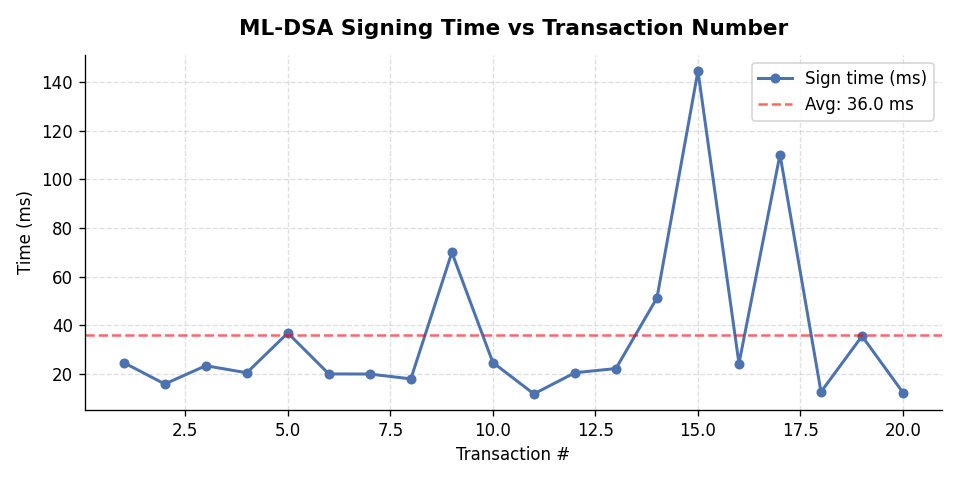 ML-DSA Signing Time vs Transaction Number
Sign time (ms)
Avg: 36.0 ms
Time (ms)
140
120
100
80
60
40
20
2.5 5.0 7.5 10.0 12.5 15.0 17.5 20.0
Transaction #